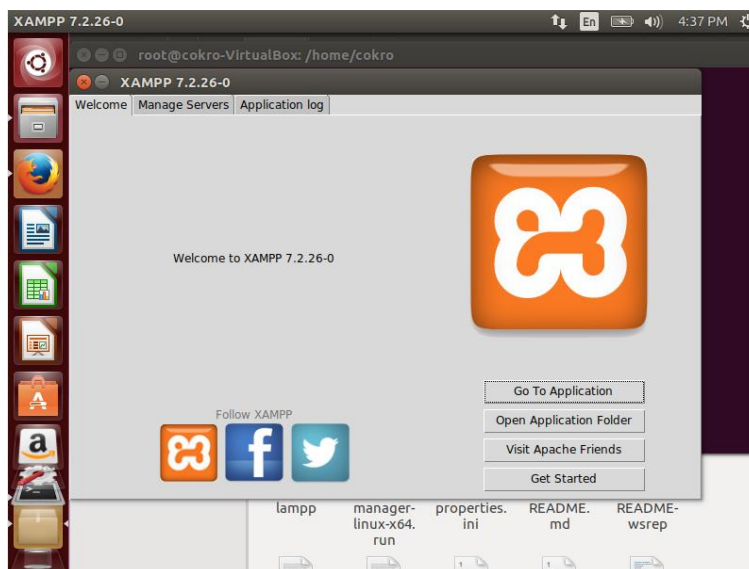 XAMPP 7.2.26-0
En
4:37 PM
root@cokro-VirtualBox: /home/cokro
XAMPP 7.2.26-0
Welcome Manage Servers Application log
Welcome to XAMPP 7.2.26-0
Go To Application
Open Application Folder
Visit Apache Friends
Get Started
Follow XAMPP
f
a
lampp manager- properties. README. README-
linux-x64. ini md wsrep
run